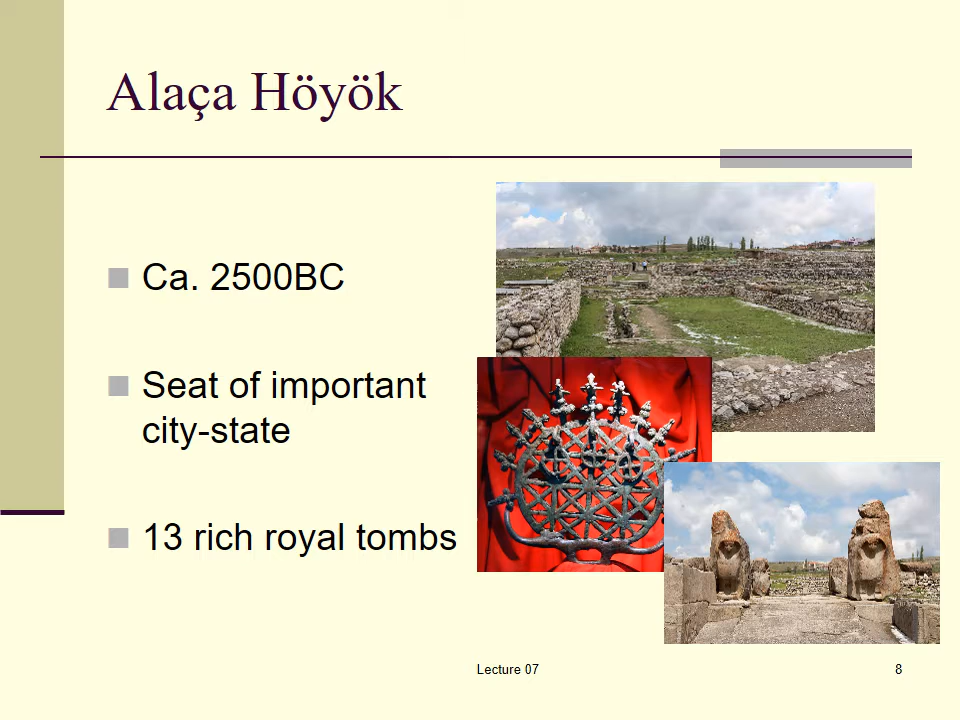 Alaça Höyök
Ca. 2500BC
Seat of important
city-state
13 rich royal tombs
Lecture 07
8